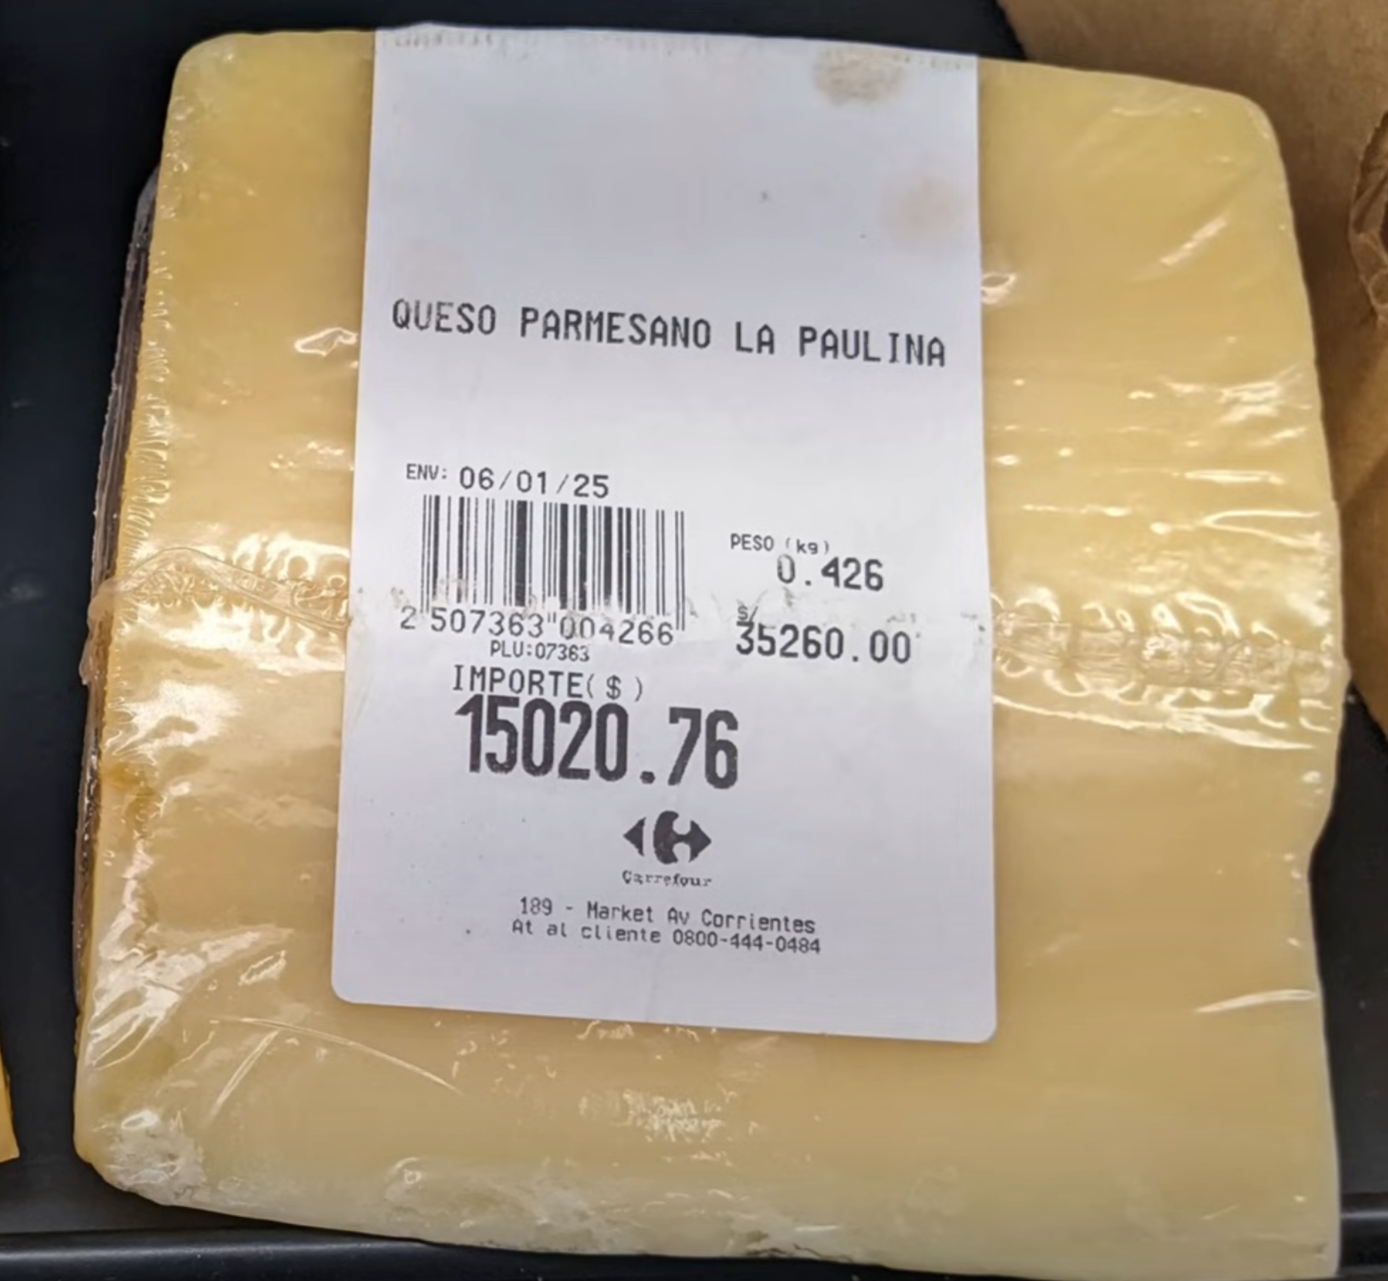 QUESO PARMESANO LA PAULINA
ENV: 06/01/25
PESO (kg)
0.426
2"507363"004266"
$/
35260.00
PLU:07363
IMPORTE($)
15020.76
Carrefour
189 - Market Av Corrientes
At al cliente 0800-444-0484